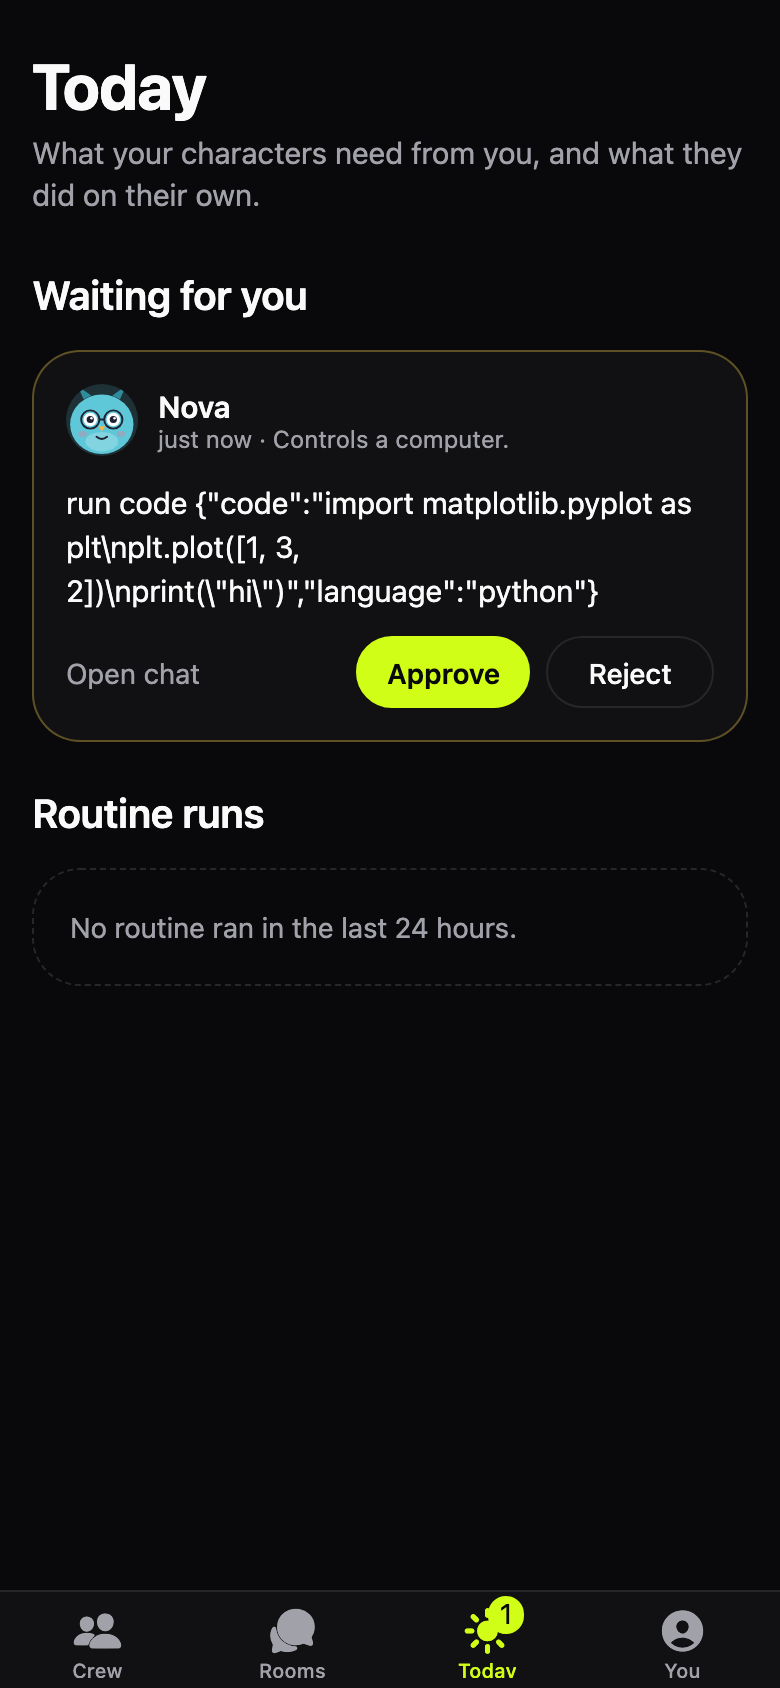 Today
What your characters need from you, and what they
did on their own.
Waiting for you
Nova
just now · Controls a computer.
run code {"code":"import matplotlib.pyplot as
plt\nplt.plot([1, 3,
2])\nprint(\"hi\")","language":"python"}
Open chat
Approve
Reject
Routine runs
No routine ran in the last 24 hours.
1
Crew
Rooms
Today
You